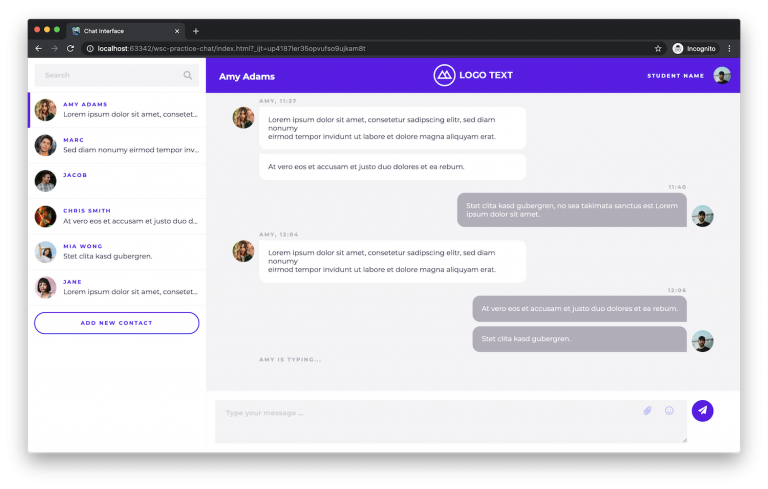 Chat Interface
localhost:63342/wsc-practice-chat/index.html?_ijt=up4187ler35opvufso9ujkam8t
Incognito
Search
Amy Adams
LOGO TEXT
STUDENT NAME
AMY ADAMS
Lorem ipsum dolor sit amet, consetet...
MARC
Sed diam nonumy eirmod tempor inv...
JACOB
CHRIS SMITH
At vero eos et accusam et justo duo d...
MIA WONG
Stet clita kasd gubergren.
JANE
Lorem ipsum dolor sit amet, consetet...
ADD NEW CONTACT
AMY, 11:27
Lorem ipsum dolor sit amet, consetetur sadipscing elitr, sed diam
nonumy
eirmod tempor invidunt ut labore et dolore magna aliquyam erat.
At vero eos et accusam et justo duo dolores et ea rebum.
11:40
Stet clita kasd gubergren, no sea takimata sanctus est Lorem
ipsum dolor sit amet.
AMY, 12:04
Lorem ipsum dolor sit amet, consetetur sadipscing elitr, sed diam
nonumy
eirmod tempor invidunt ut labore et dolore magna aliquyam erat.
12:06
At vero eos et accusam et justo duo dolores et ea rebum.
Stet clita kasd gubergren.
AMY IS TYPING...
Type your message ...